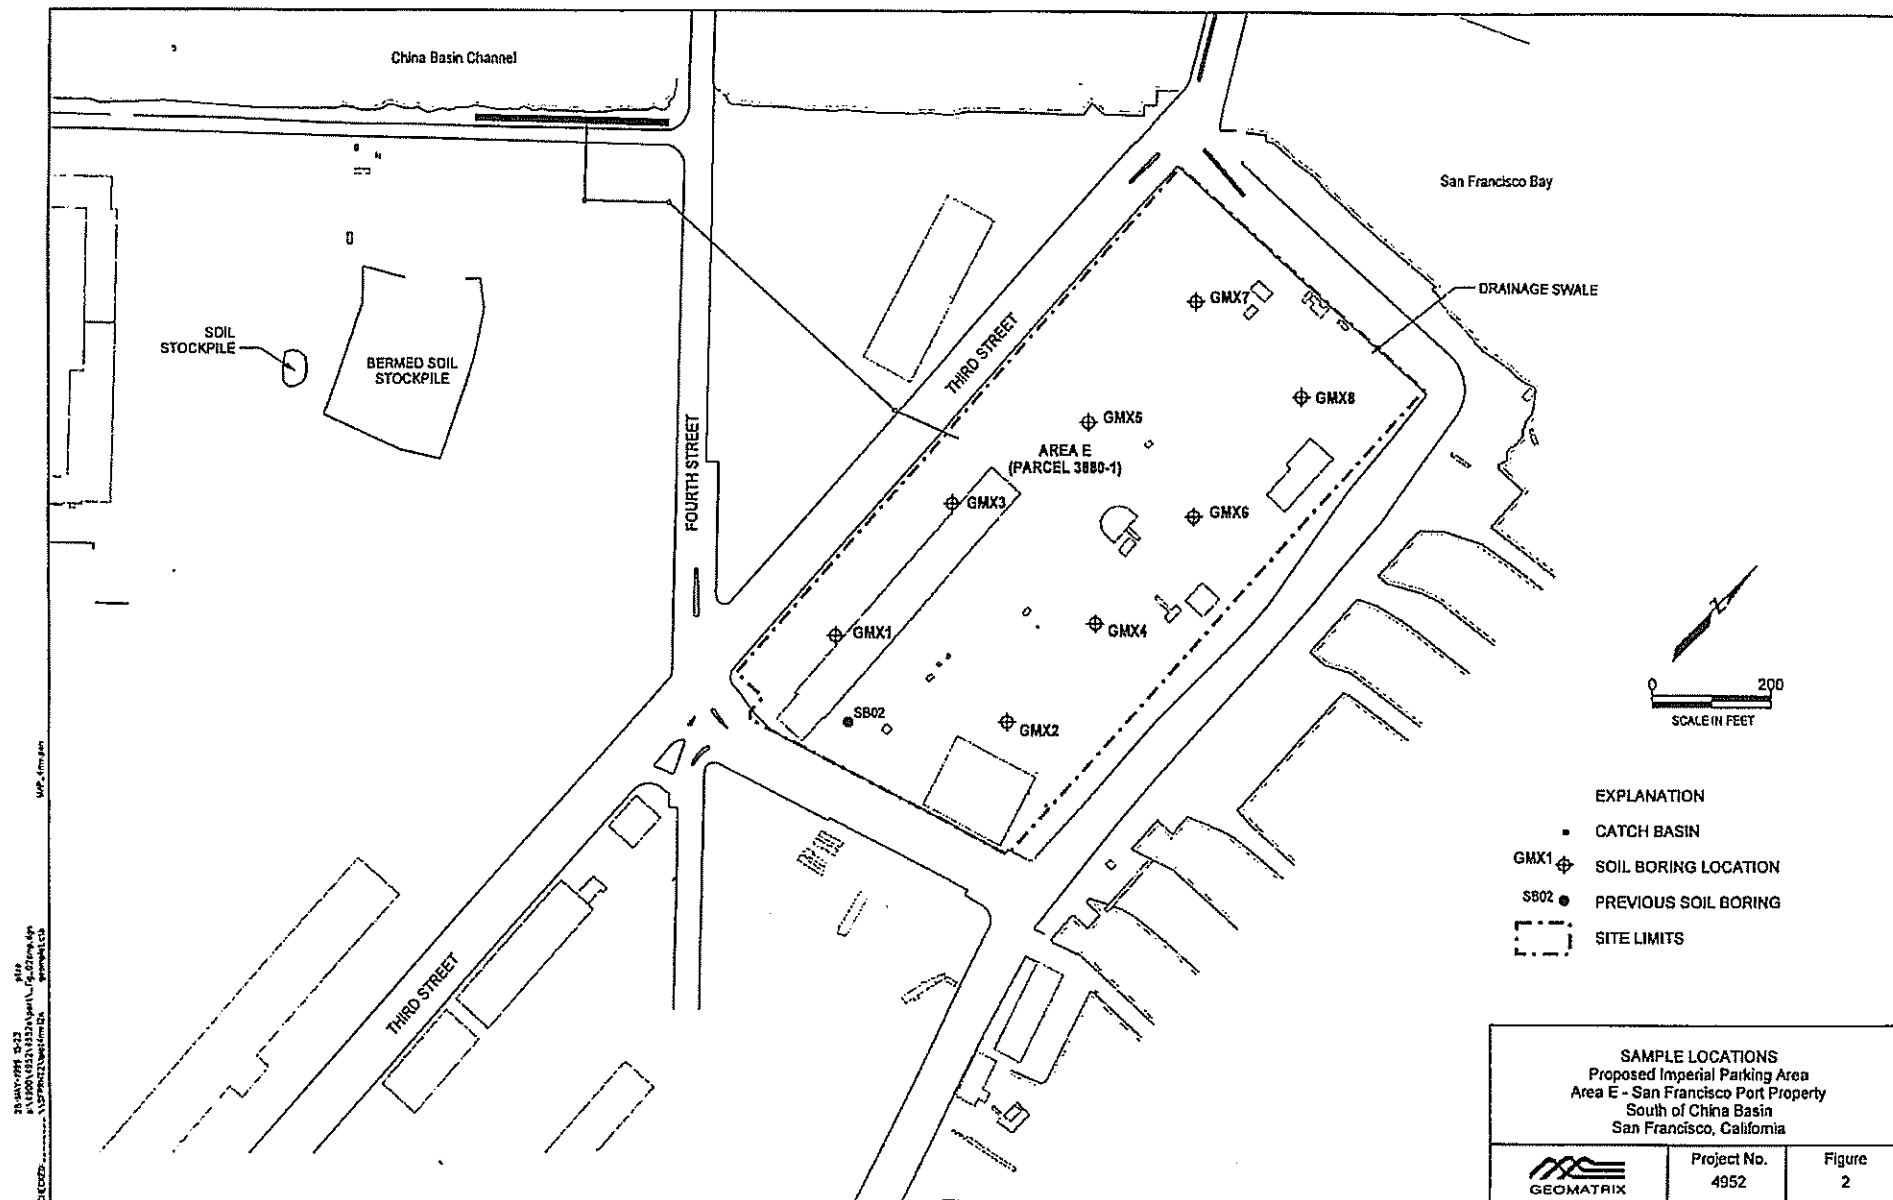 China Basin Channel
San Francisco Bay
DRAINAGE SWALE
GMX7
SOIL
STOCKPILE
BERMED SOIL
STOCKPILE
THIRD STREET
GMX8
GMX5
FOURTH STREET
AREA E
(PARCEL 3880-1)
GMX3
GMX6
GMX1
GMX4
SB02
GMX2
THIRD STREET
Z
0 200
SCALE IN FEET
EXPLANATION
CATCH BASIN
GMX1 SOIL BORING LOCATION
SB02 PREVIOUS SOIL BORING
SITE LIMITS
SAMPLE LOCATIONS
Proposed Imperial Parking Area
Area E - San Francisco Port Property
South of China Basin
San Francisco, California
GEOMATRIX
Project No.
4952
Figure
2